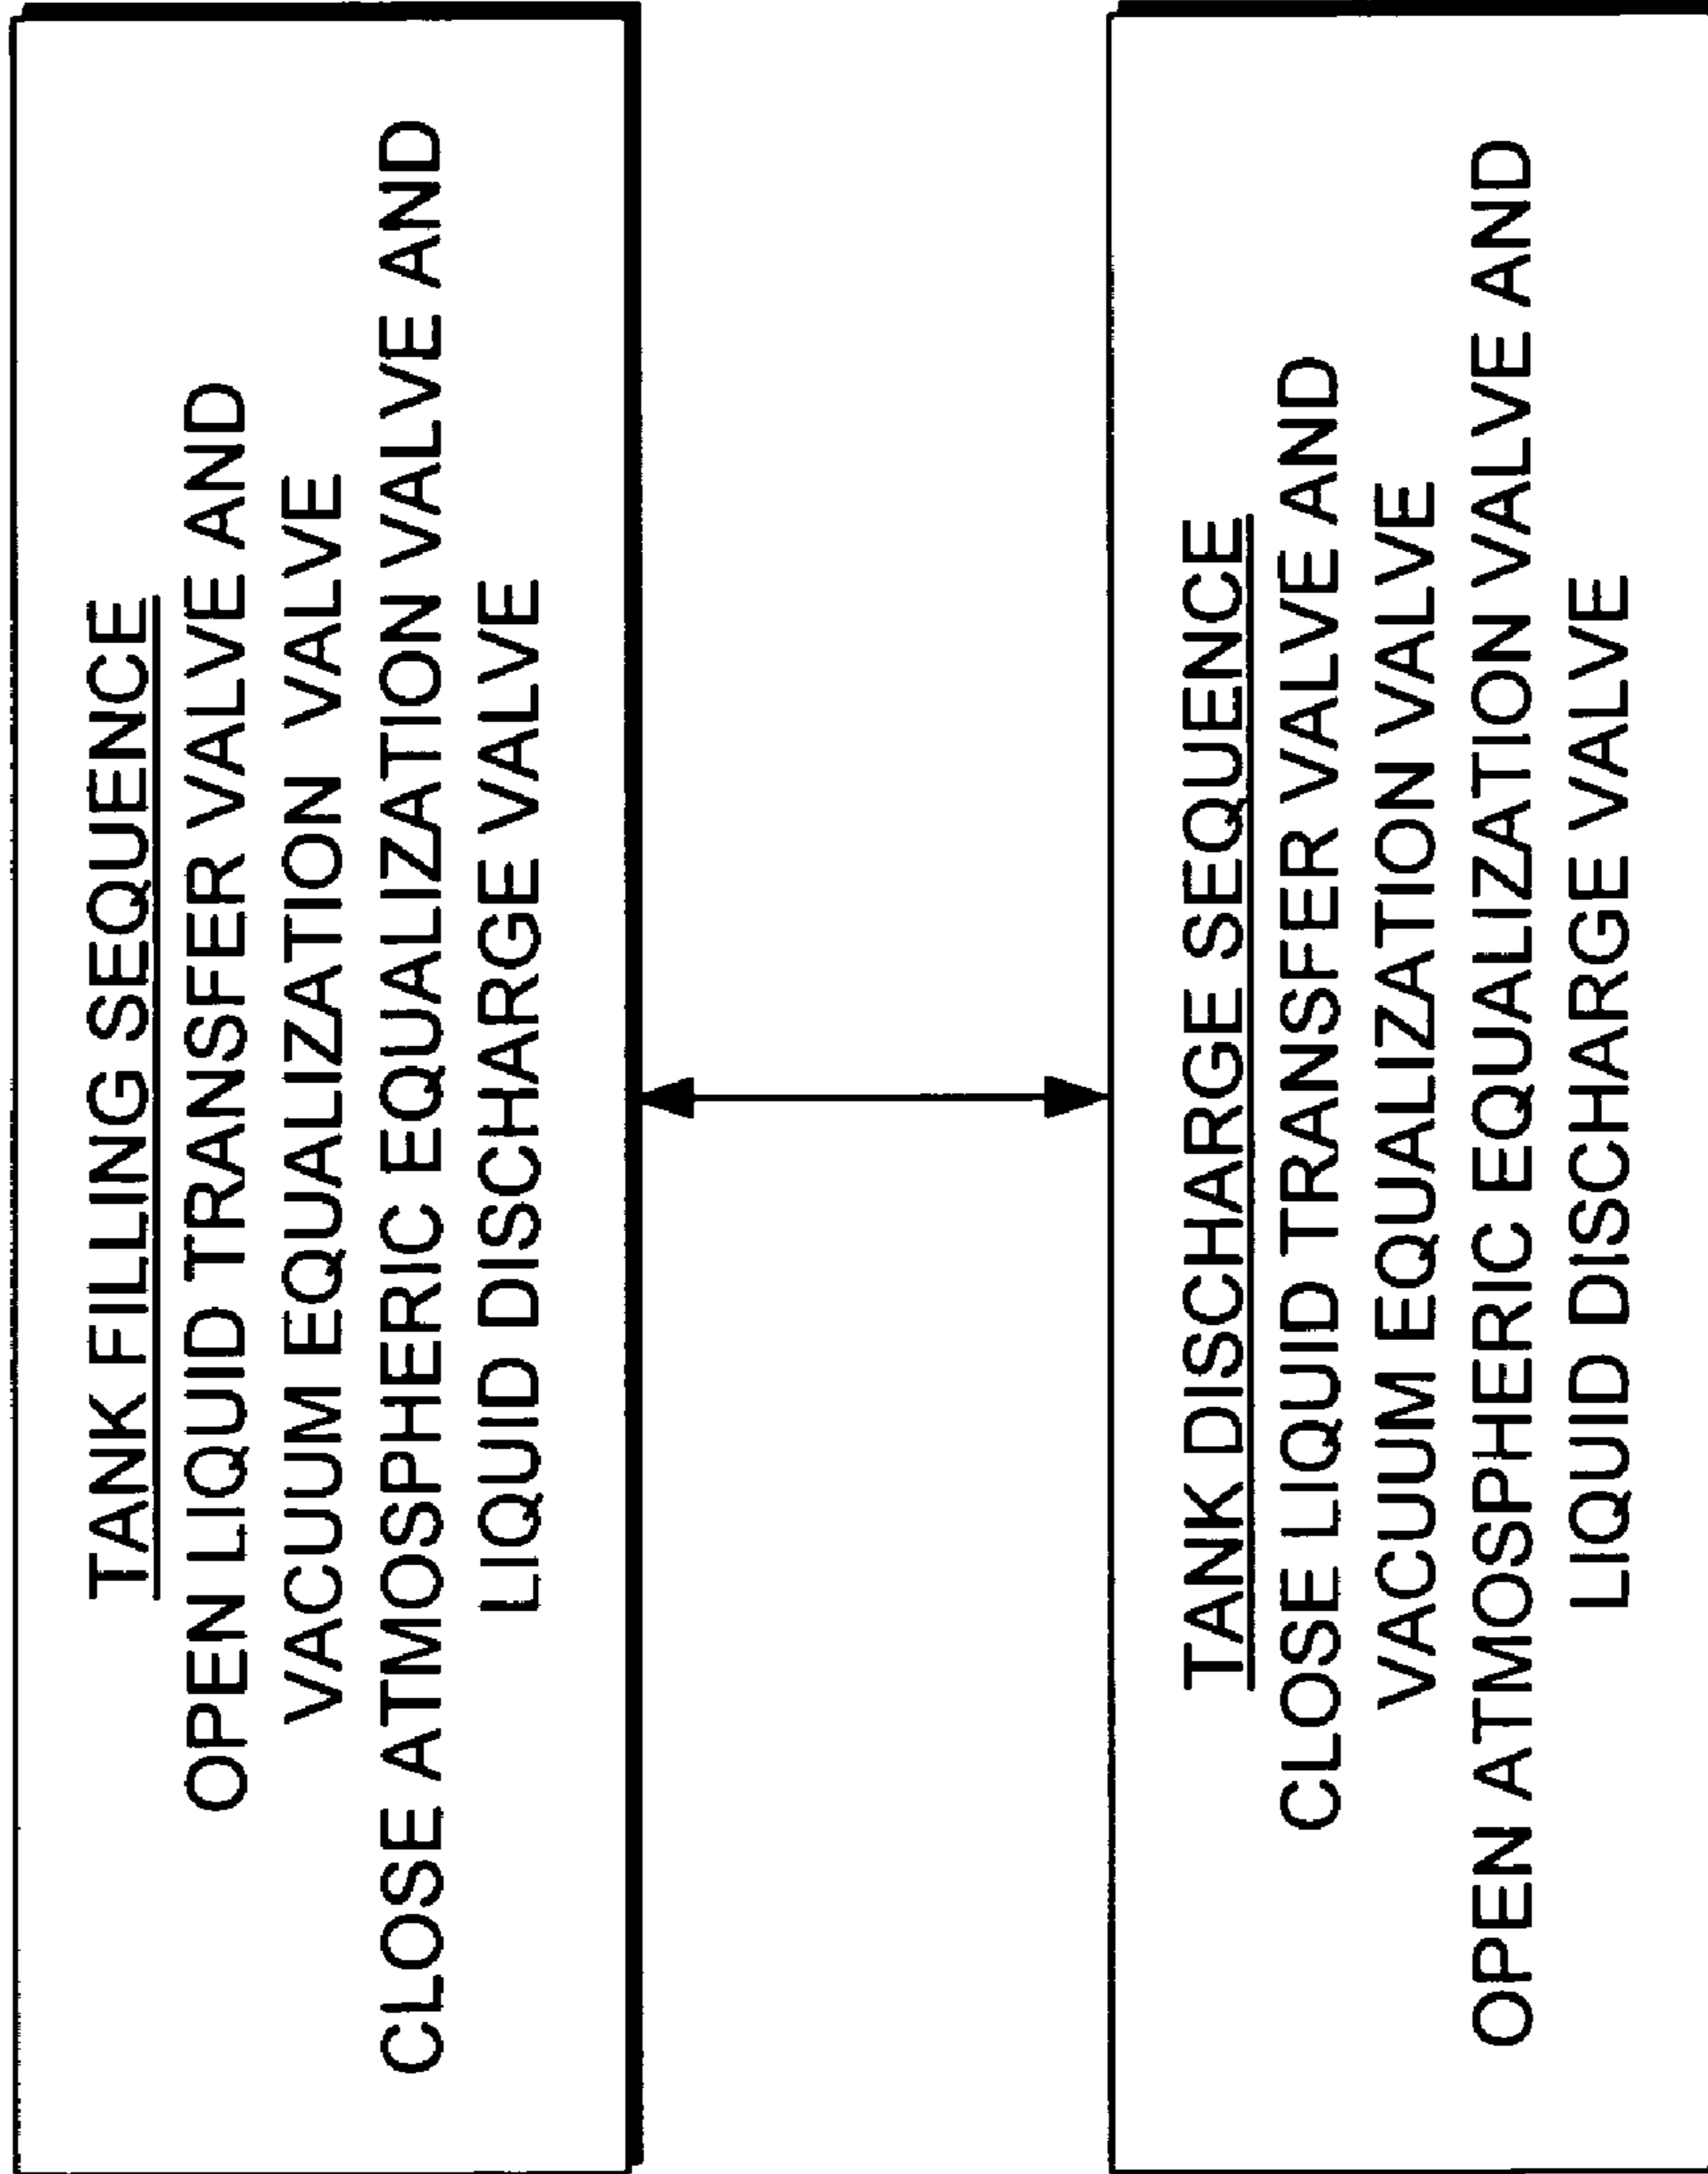 TANK FILLING SEQUENCE
OPEN LIQUID TRANSFER VALVE AND
VACUUM EQUALIZATION VALVE
CLOSE ATMOSPHERIC EQUALIZATION VALVE AND
LIQUID DISCHARGE VALVE
TANK DISCHARGE SEQUENCE
CLOSE LIQUID TRANSFER VALVE AND
VACUUM EQUALIZATION VALVE
OPEN ATMOSPHERIC EQUALIZATION VALVE AND
LIQUID DISCHARGE VALVE